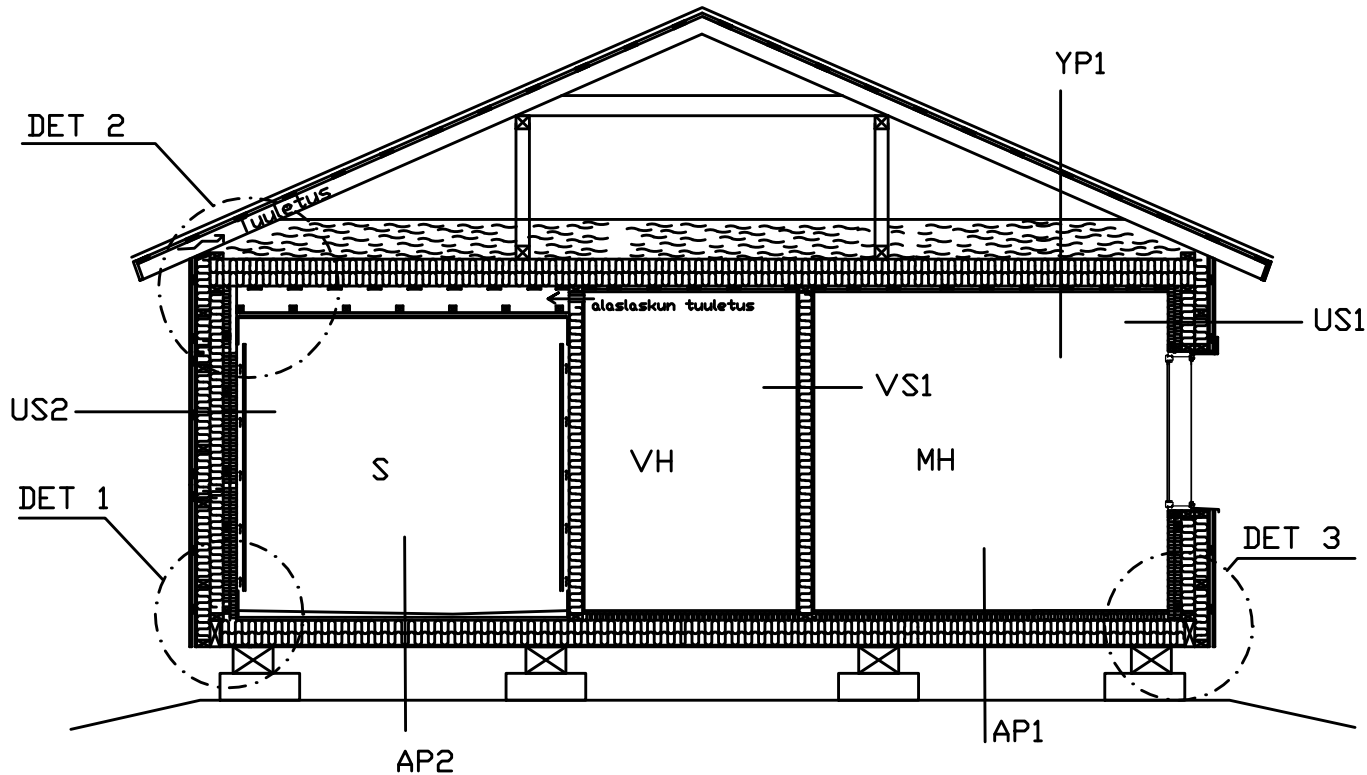 YP1
DET 2
Tuuletus
alaslaskun tuuletus
US1
VS1
US2
S
VH
MH
DET 1
DET 3
AP1
AP2